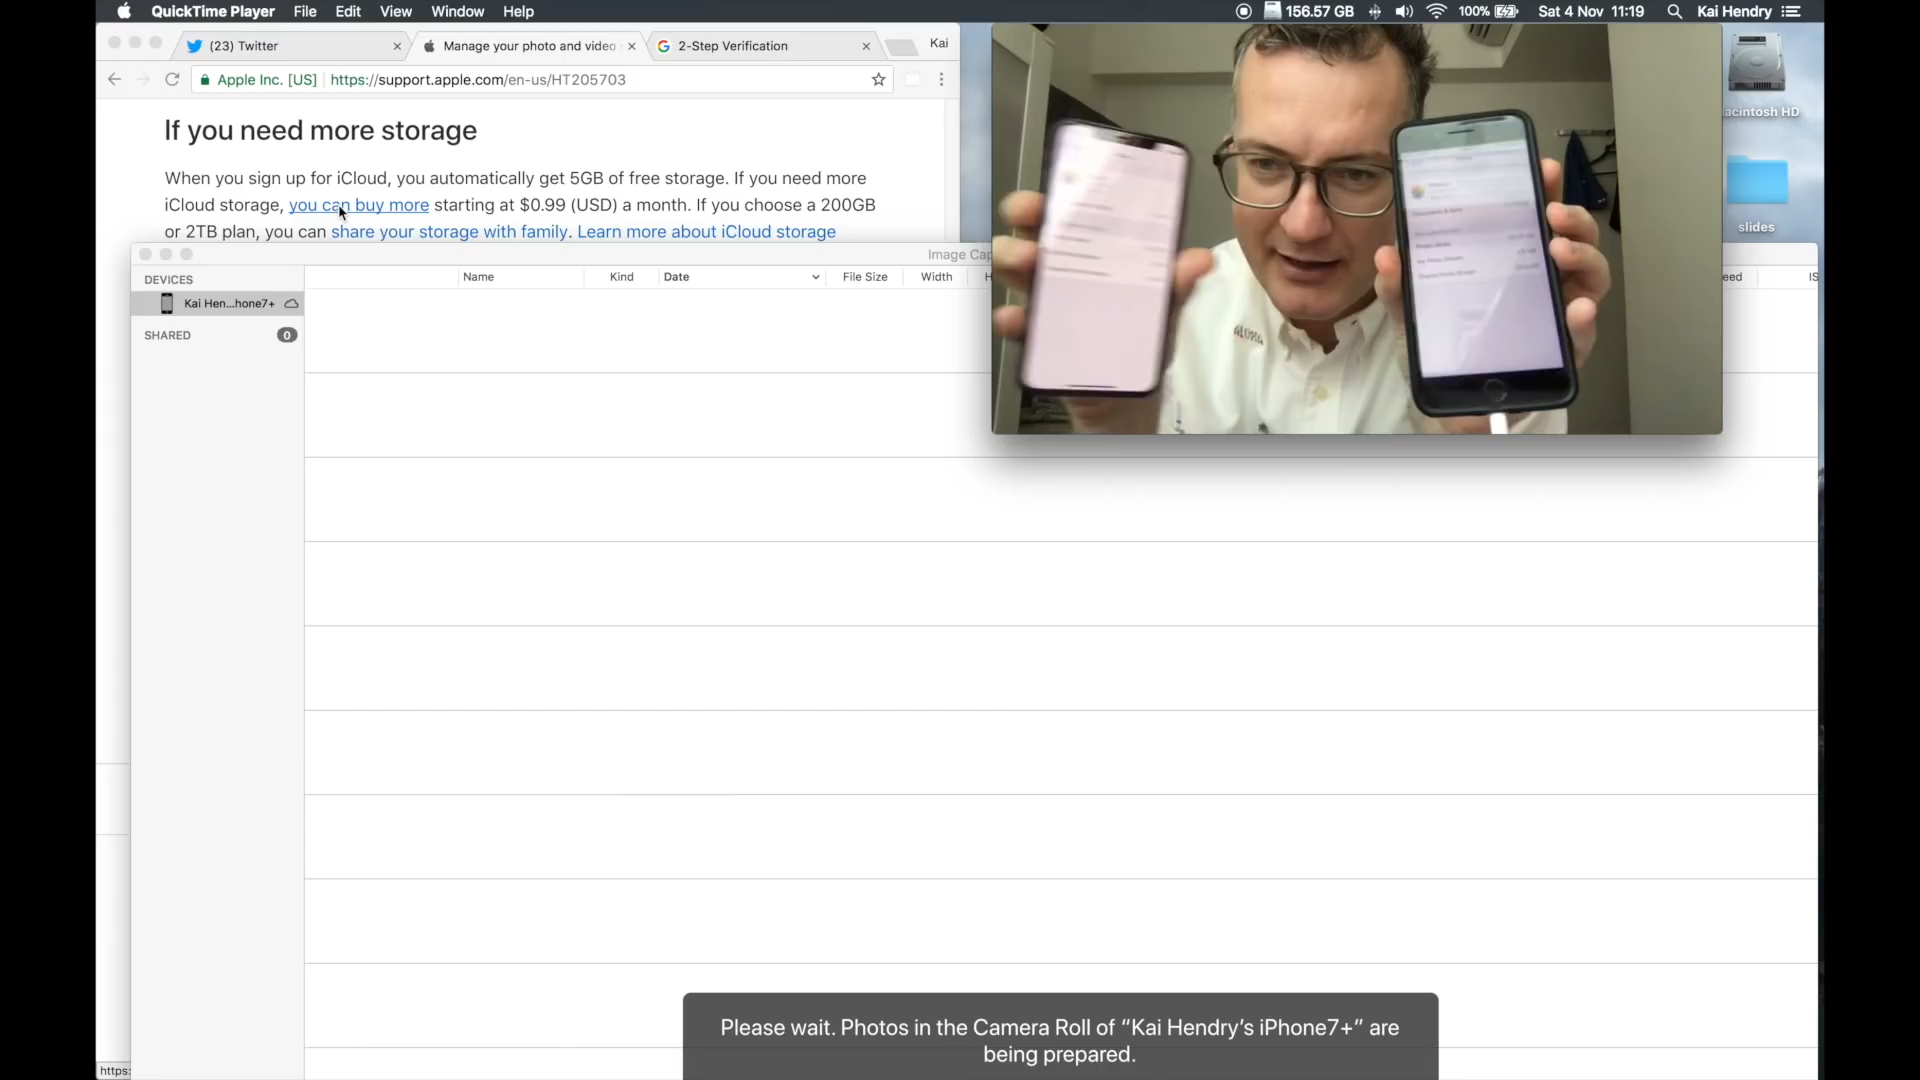 QuickTime Player File Edit View Window Help 156.57 GB 100% Sat 4 Nov 11:19 Kai Hendry
(23) Twitter Manage your photo and video 2-Step Verification Kai
Apple Inc. [US] https://support.apple.com/en-us/HT205703
If you need more storage
When you sign up for iCloud, you automatically get 5GB of free storage. If you need more
iCloud storage, you can buy more starting at $0.99 (USD) a month. If you choose a 200GB
or 2TB plan, you can share your storage with family. Learn more about iCloud storage
acintosh HD
slides
Image Cap
DEVICES
Name Kind Date File Size Width H eed IS
Kai Hen...hone7+
SHARED 0
ALOHA
Please wait. Photos in the Camera Roll of “Kai Hendry’s iPhone7+” are
being prepared.
https: